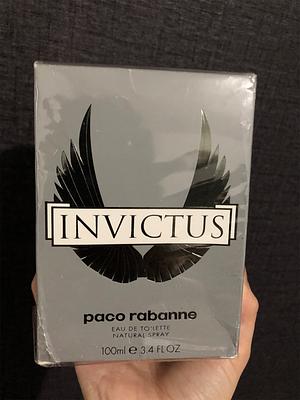 INVICTUS
paco rabanne
EAU DE TOILETTE
NATURAL SPRAY
100ml ℮ 3.4 FL OZ